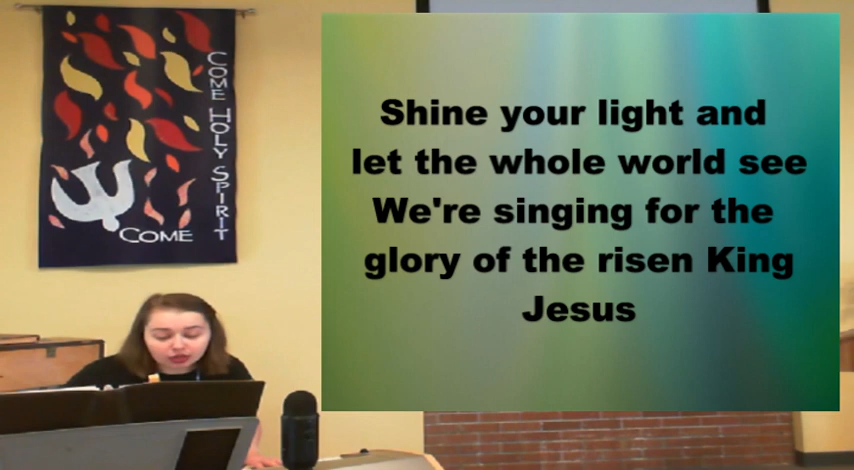 COME HOLY SPIRIT
COME
Shine your light and
let the whole world see
We're singing for the
glory of the risen King
Jesus